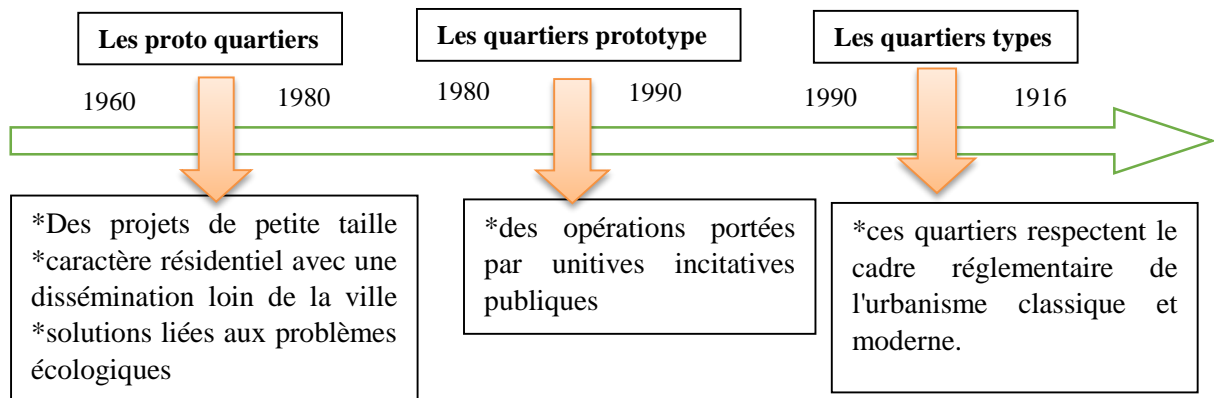 Les proto quartiers
Les quartiers prototype
Les quartiers types
1960
1980
1980
1990
1990
1916
*Des projets de petite taille
*caractère résidentiel avec une
dissémination loin de la ville
*solutions liées aux problèmes
écologiques
*des opérations portées
par unitives incitatives
publiques
*ces quartiers respectent le
cadre réglementaire de
l'urbanisme classique et
moderne.